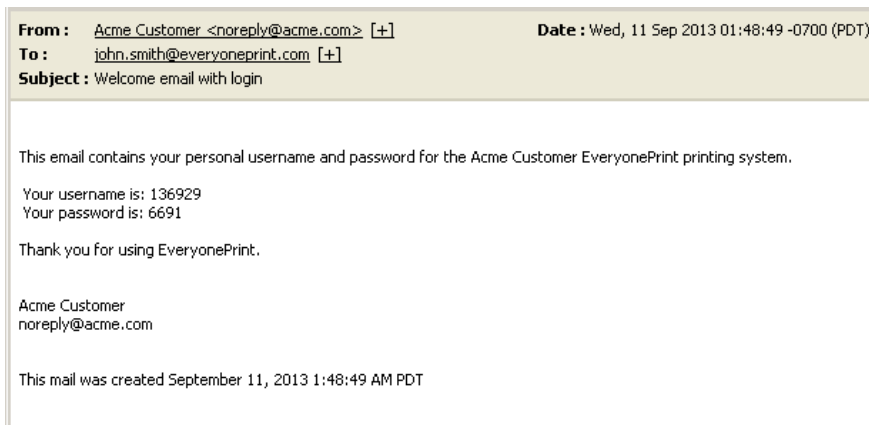 From : Acme Customer <noreply@acme.com> [+] Date : Wed, 11 Sep 2013 01:48:49 -0700 (PDT)
To : john.smith@everyoneprint.com [+]
Subject : Welcome email with login
This email contains your personal username and password for the Acme Customer EveryonePrint printing system.
Your username is: 136929
Your password is: 6691
Thank you for using EveryonePrint.
Acme Customer
noreply@acme.com
This mail was created September 11, 2013 1:48:49 AM PDT